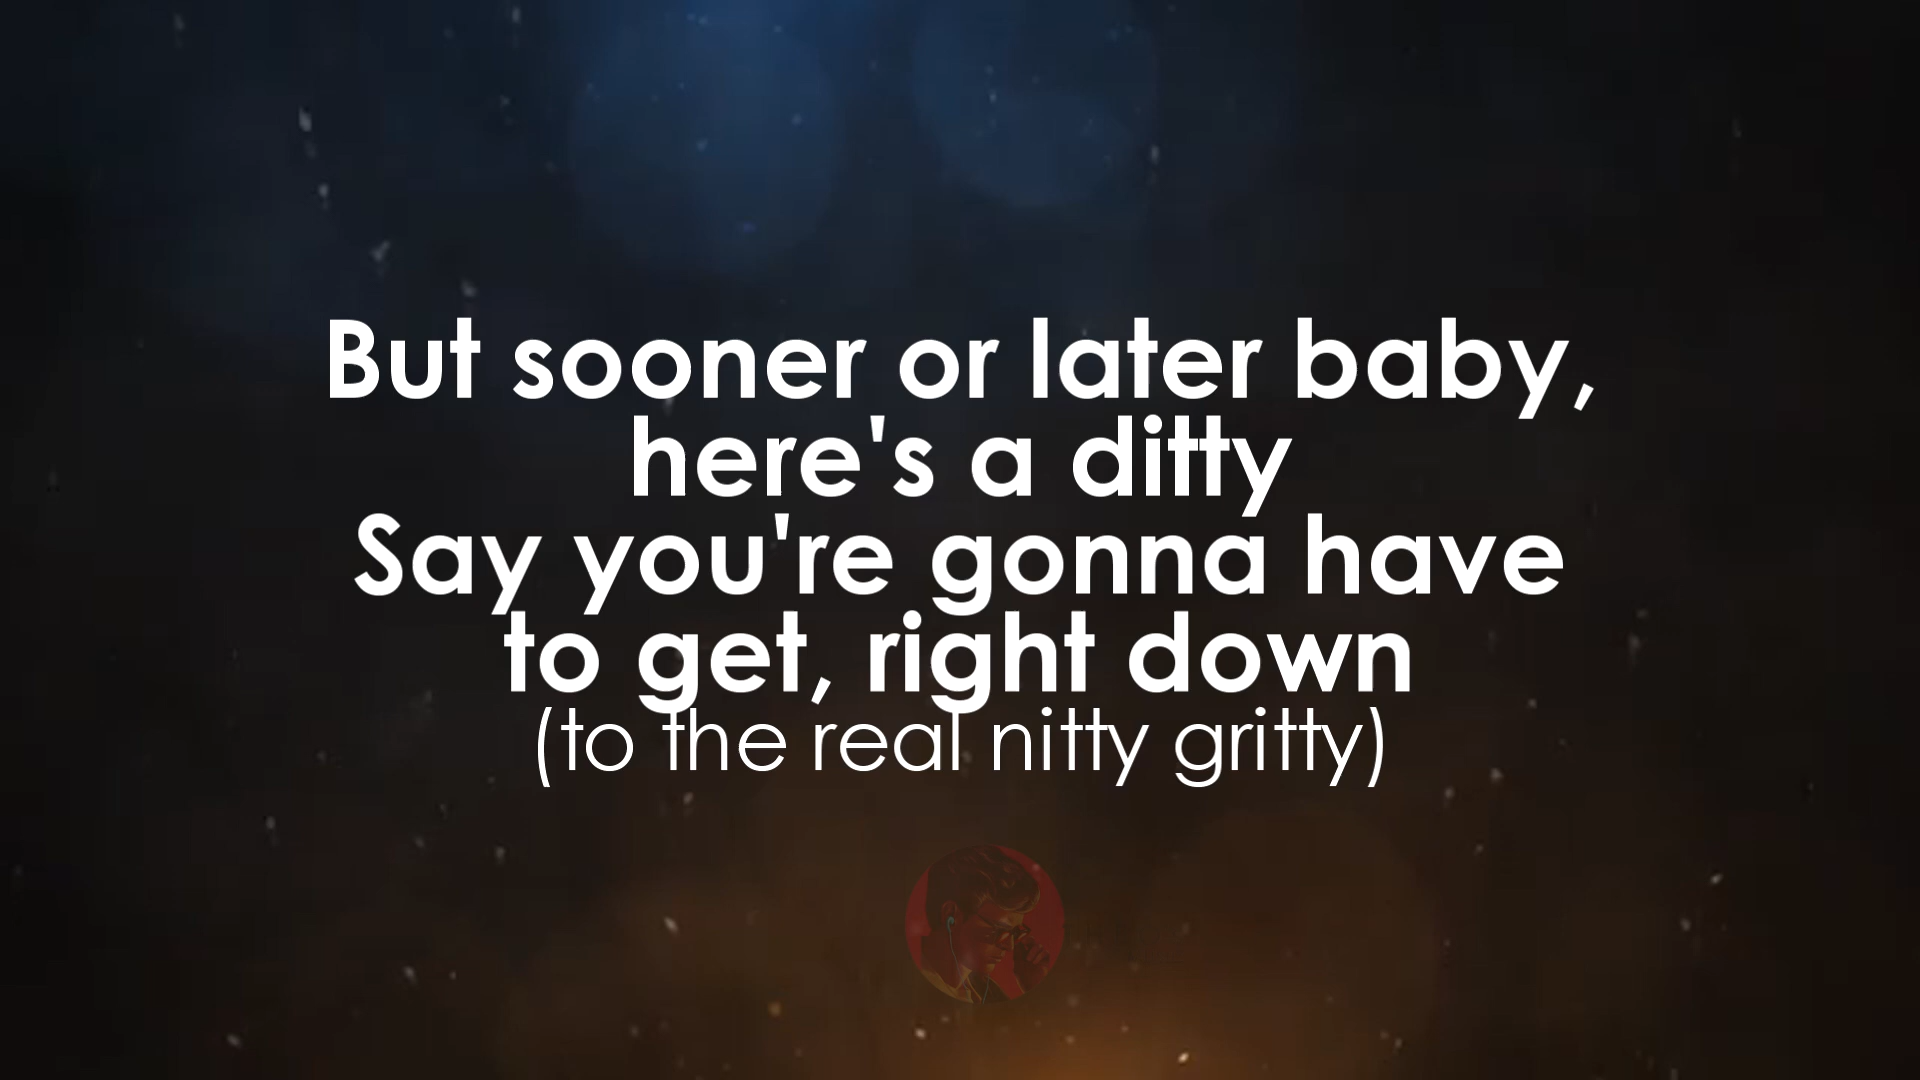 But sooner or later baby,
here's a ditty
Say you're gonna have
to get, right down
(to the real nitty gritty)